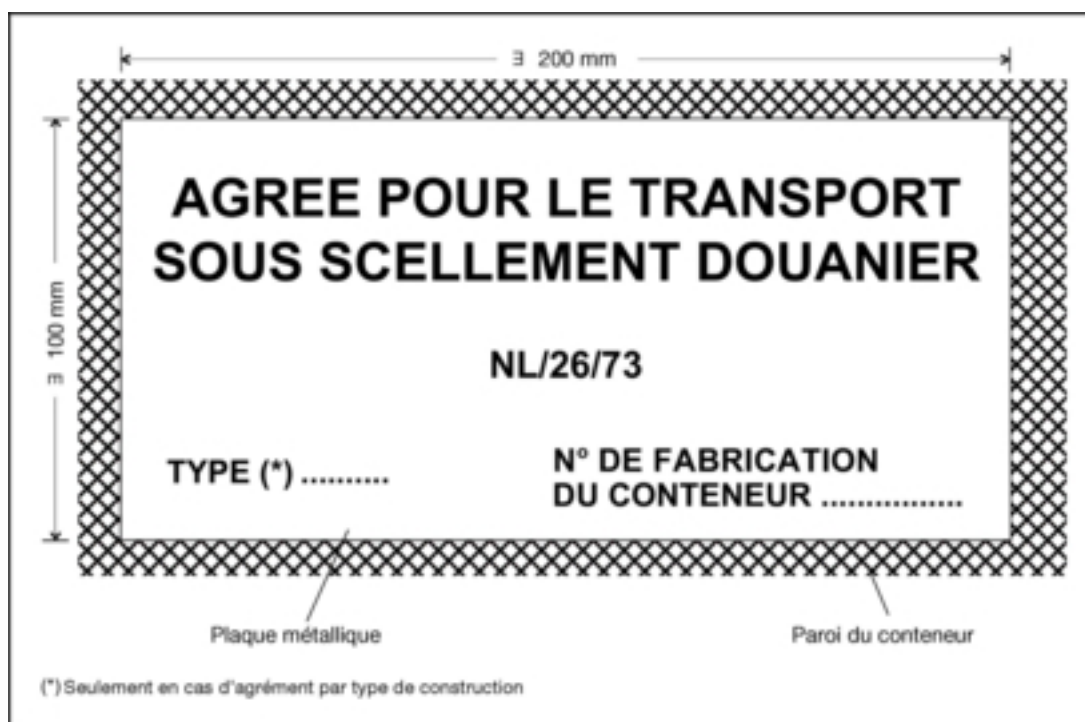 ∃ 200 mm
∃ 100 mm
AGREE POUR LE TRANSPORT
SOUS SCELLEMENT DOUANIER
NL/26/73
TYPE (*) ..........
N° DE FABRICATION
DU CONTENEUR ................
Plaque métallique
Paroi du conteneur
(*) Seulement en cas d'agrément par type de construction